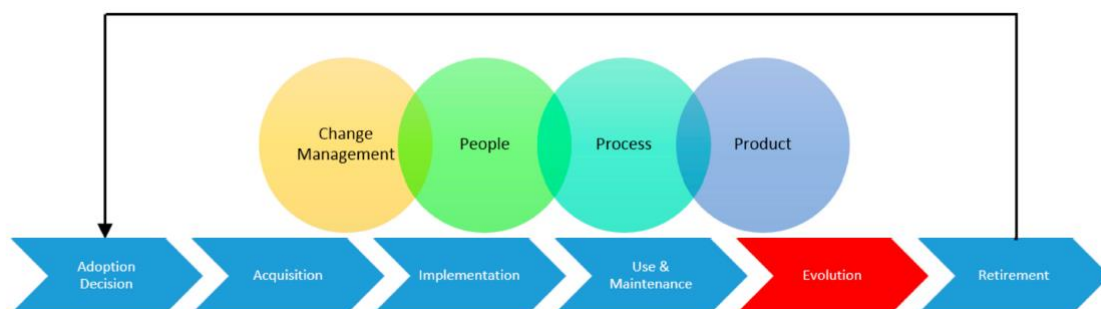 Change
Management
People
Process
Product
Adoption
Decision
Acquisition
Implementation
Use &
Maintenance
Evolution
Retirement